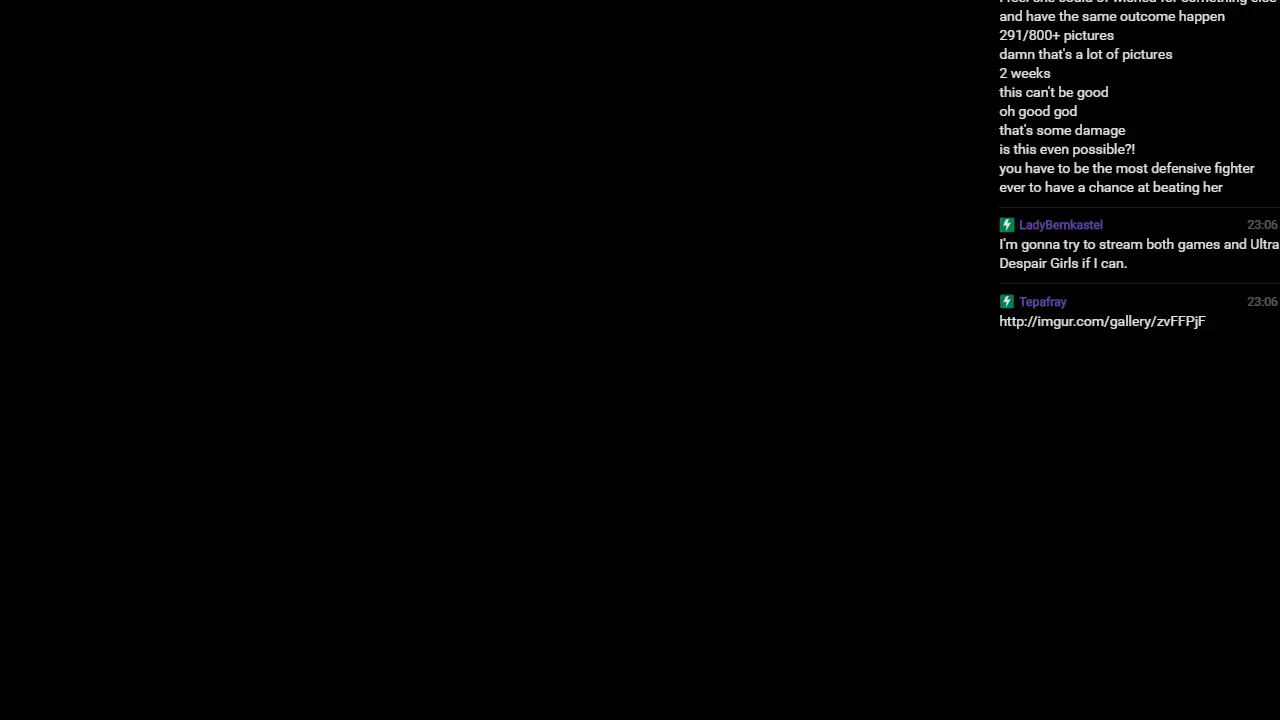 and have the same outcome happen
291/800+ pictures
damn that's a lot of pictures
2 weeks
this can't be good
oh good god
that's some damage
is this even possible?!
you have to be the most defensive fighter
ever to have a chance at beating her
LadyBernkastel 23:06
I'm gonna try to stream both games and Ultra
Despair Girls if I can.
Tepafray 23:06
http://imgur.com/gallery/zvFFPjF